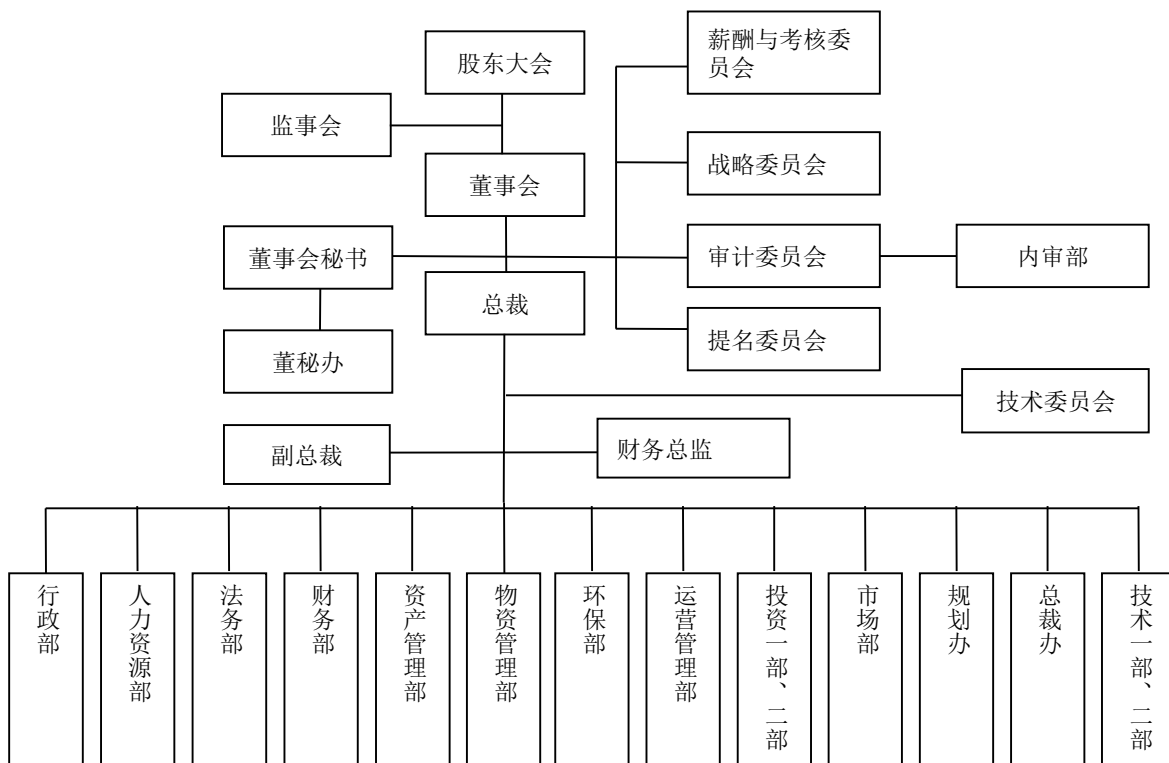 薪酬与考核委
员会
股东大会
监事会
战略委员会
董事会
董事会秘书
审计委员会
内审部
总裁
提名委员会
董秘办
技术委员会
副总裁
财务总监
行政部
人力资源部
法务部
财务部
资产管理部
物资管理部
环保部
运营管理部
投资一部、二部
市场部
规划办
总裁办
技术一部、二部